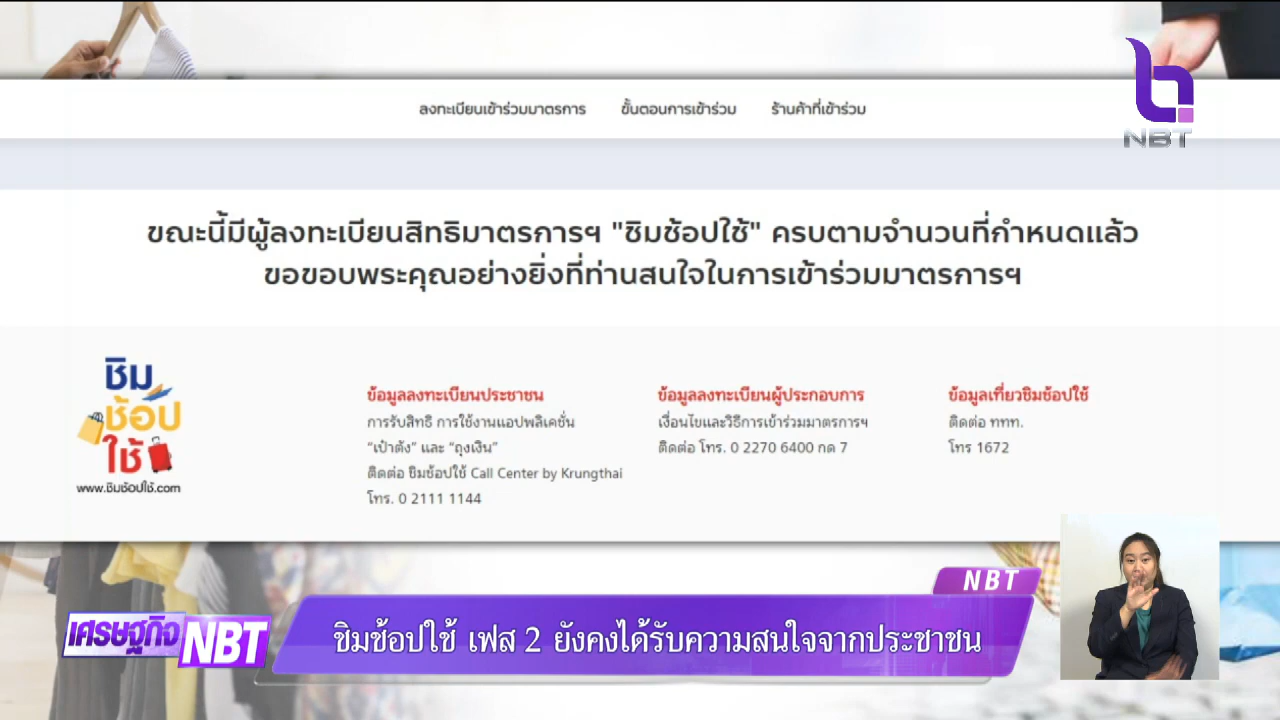 ลงทะเบียนเข้าร่วมมาตรการ ขั้นตอนการเข้าร่วม ร้านค้าที่เข้าร่วม
NBT
ขณะนี้มีผู้ลงทะเบียนสิทธิมาตรการฯ "ชิมช้อปใช้" ครบตามจำนวนที่กำหนดแล้ว
ขอขอบพระคุณอย่างยิ่งที่ท่านสนใจในการเข้าร่วมมาตรการฯ
ชิม
ช้อป
ใช้
www.ชิมช้อปใช้.com
ข้อมูลลงทะเบียนประชาชน
การรับสิทธิ การใช้งานแอปพลิเคชั่น
“เป๋าตัง” และ “ถุงเงิน”
ติดต่อ ชิมช้อปใช้ Call Center by Krungthai
โทร. 0 2111 1144
ข้อมูลลงทะเบียนผู้ประกอบการ
เงื่อนไขและวิธีการเข้าร่วมมาตรการฯ
ติดต่อ โทร. 0 2270 6400 กด 7
ข้อมูลเที่ยวชิมช้อปใช้
ติดต่อ ททท.
โทร 1672
NBT
เศรษฐกิจ NBT
ชิมช้อปใช้ เฟส 2 ยังคงได้รับความสนใจจากประชาชน